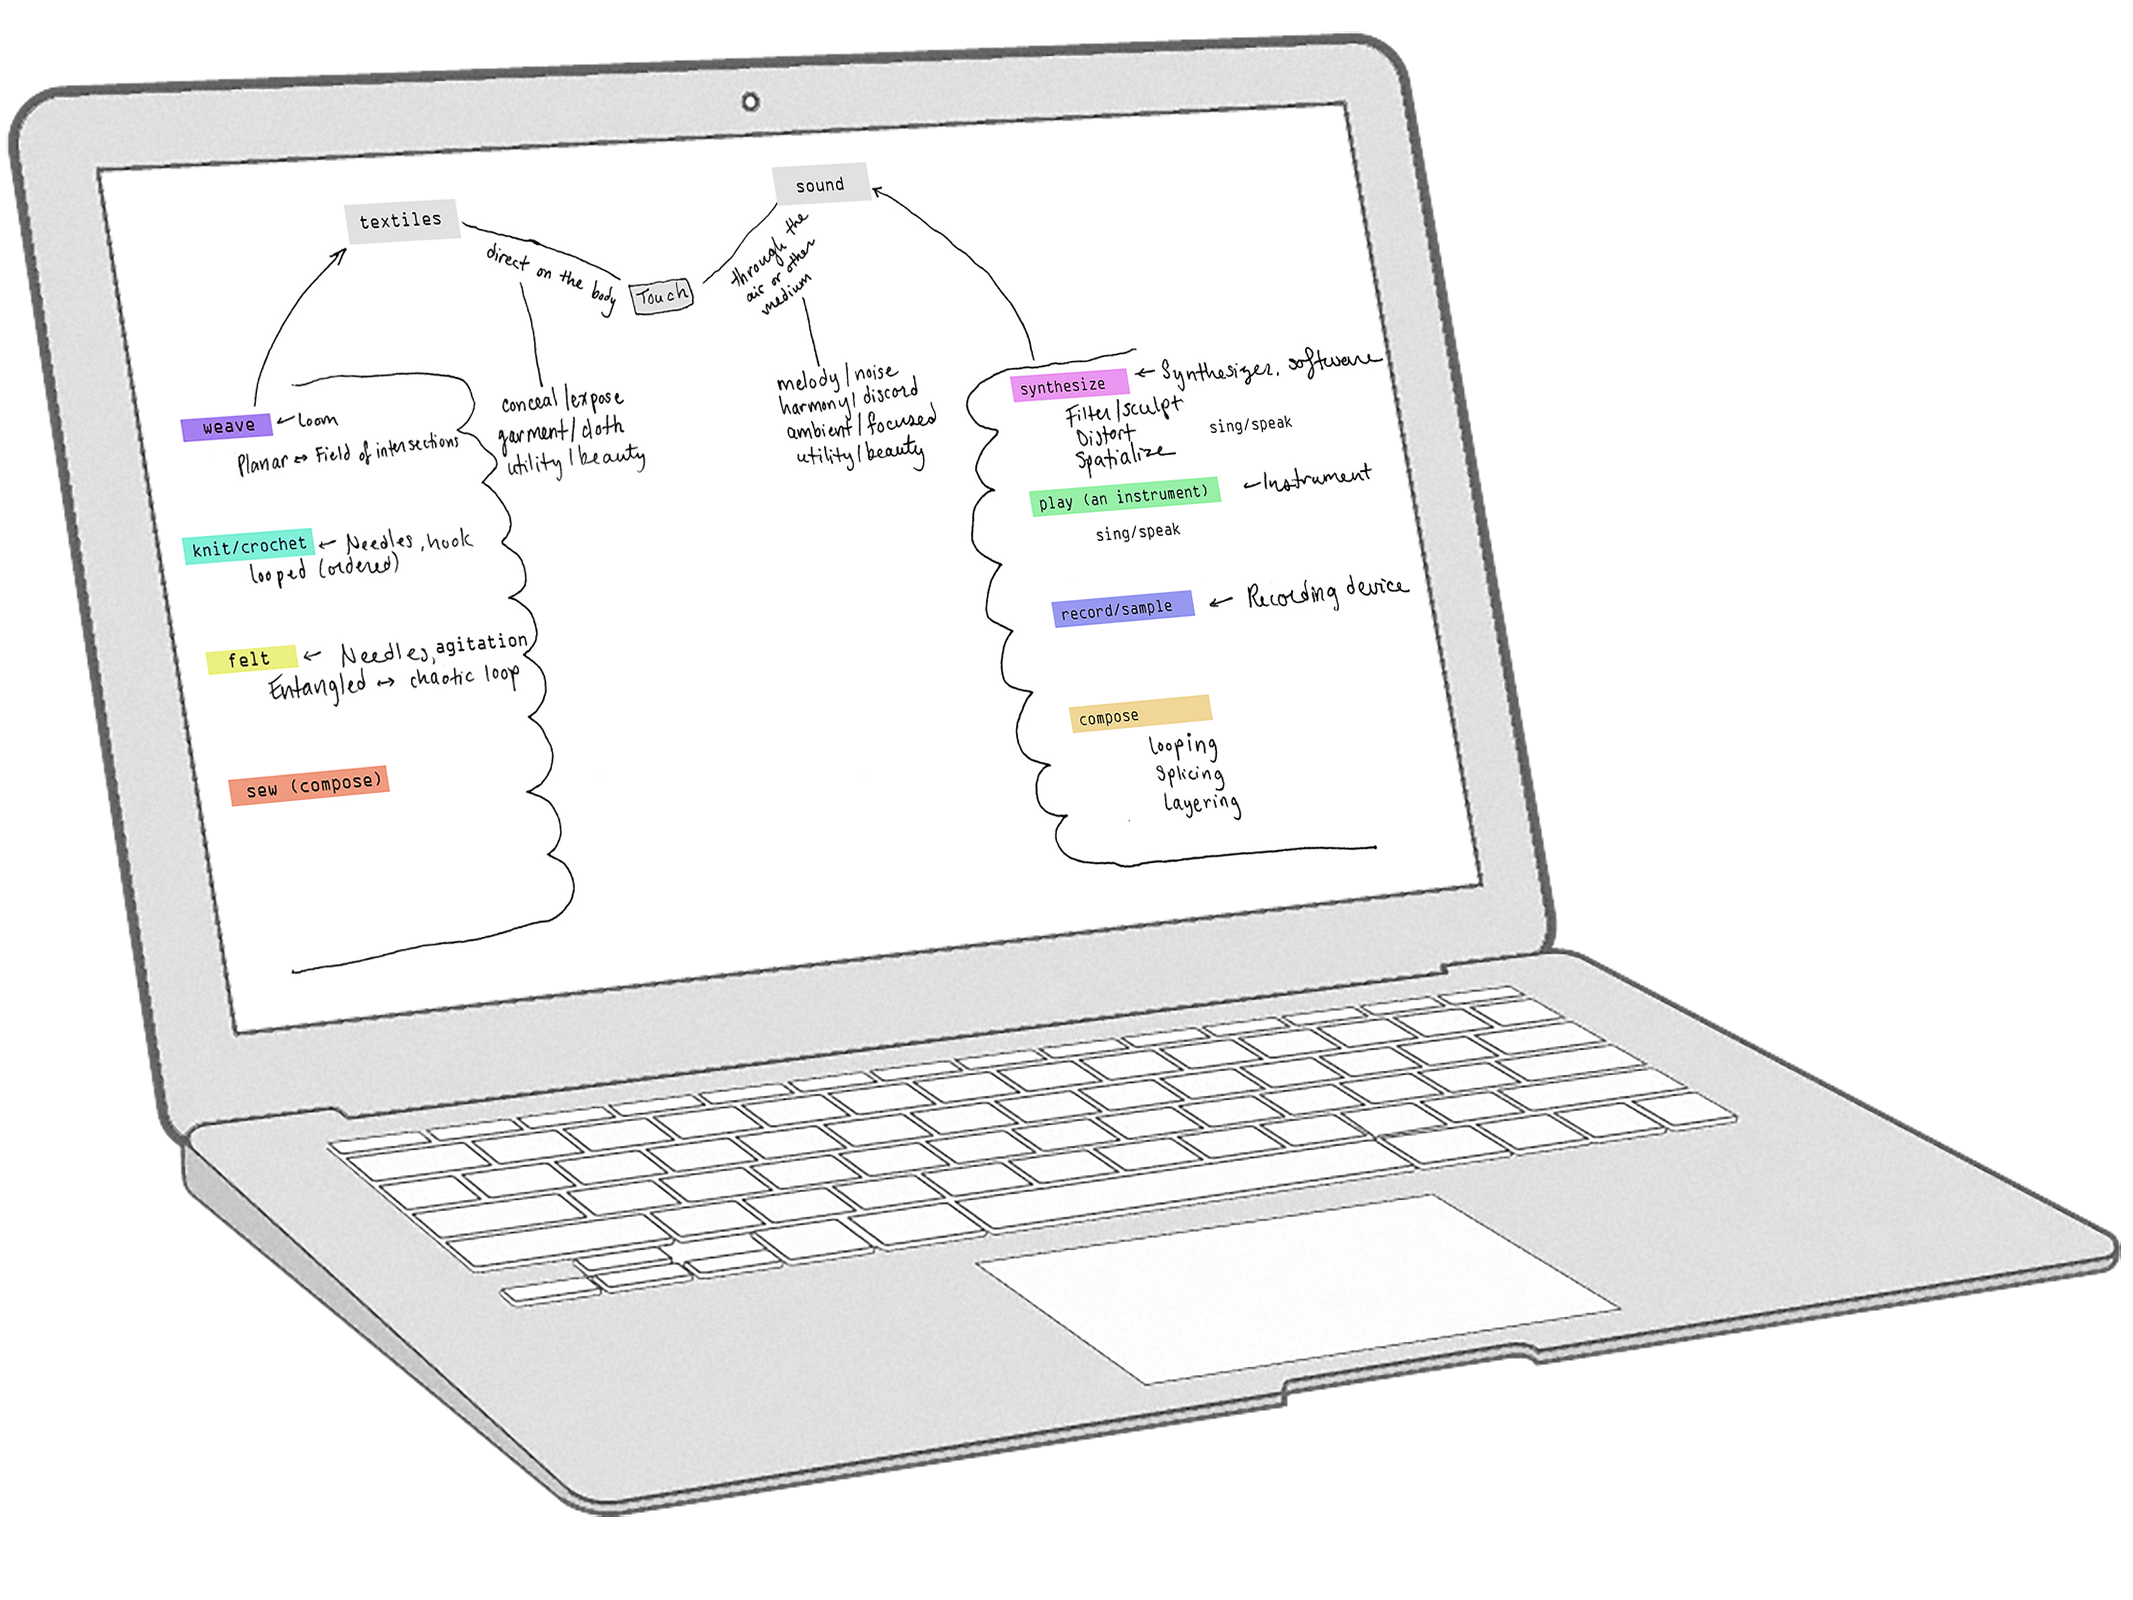 textiles
direct on the body
Touch
sound
through the
air or other
medium
conceal/expose
garment/cloth
utility/beauty
melody/noise
harmony/discord
ambient/focused
utility/beauty
weave ← Loom
Planar ↔ Field of intersections
knit/crochet ← Needles, hook
looped (ordered)
felt ← Needles, agitation
Entangled ↔ chaotic loop
sew (compose)
synthesize ← Synthesizer, software
Filter/sculpt
Distort
Spatialize
sing/speak
play (an instrument) ← Instrument
sing/speak
record/sample ← Recording device
compose
Looping
Splicing
Layering